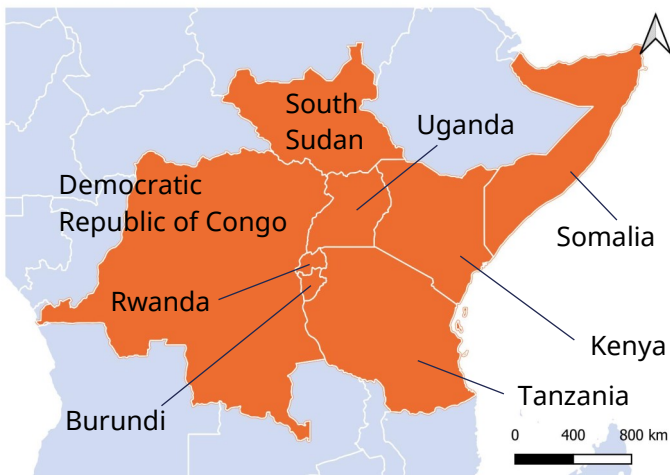 South
Sudan
Uganda
Democratic
Republic of Congo
Somalia
Rwanda
Kenya
Tanzania
Burundi
0 400 800 km